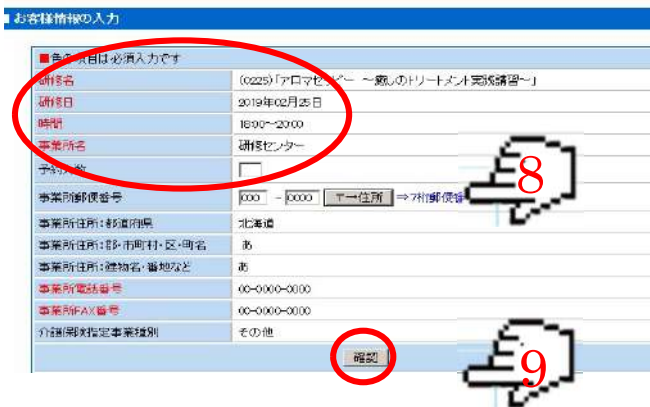 ■お客様情報の入力
■色の項目は必須入力です
研修名 (0225)「アロマセラピー ～癒しのトリートメント実践講習～」
研修日 2019年02月25日
時間 18:00～20:00
事業所名 研修センター
予約人数
事業所郵便番号 000 - 0000 〒→住所 ⇒7桁郵便番
8
事業所住所:都道府県 北海道
事業所住所:郡・市町村・区・町名 あ
事業所住所:建物名・番地など あ
事業所電話番号 00-0000-0000
事業所FAX番号 00-0000-0000
介護保険指定事業種別 その他
確認
9